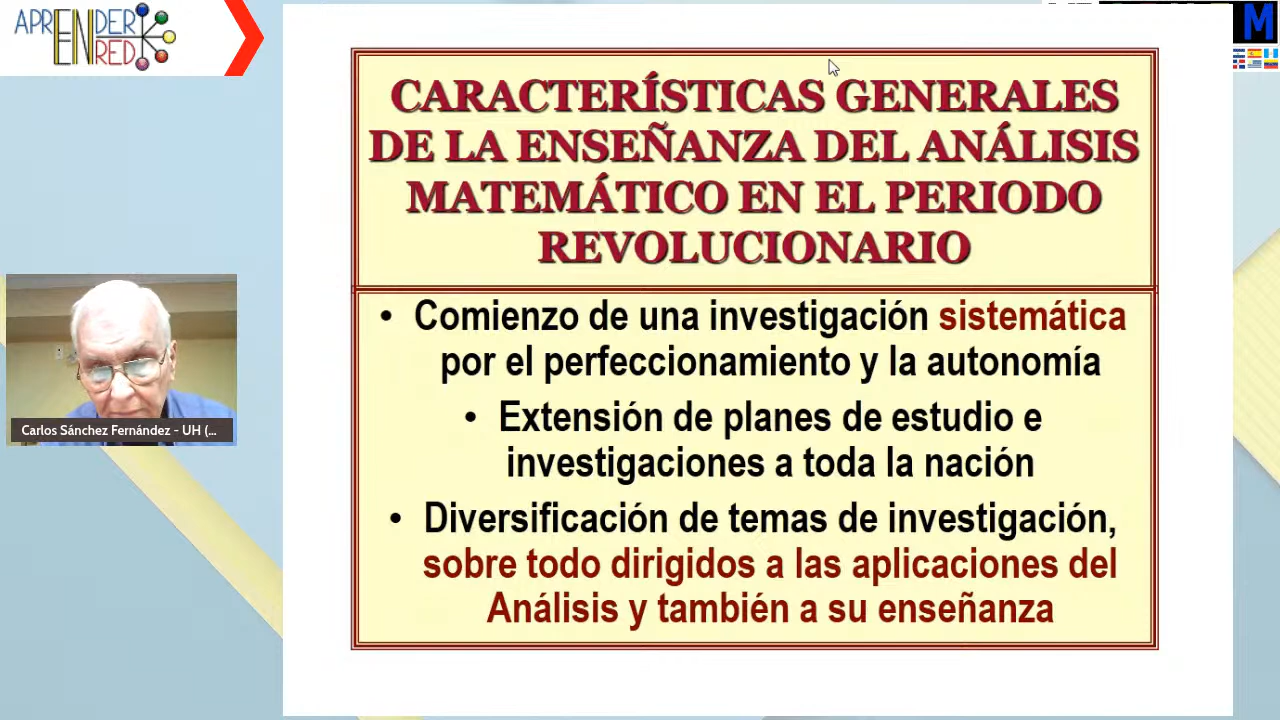 APRENDER
EN RED
M
CARACTERÍSTICAS GENERALES
DE LA ENSEÑANZA DEL ANÁLISIS
MATEMÁTICO EN EL PERIODO
REVOLUCIONARIO
• Comienzo de una investigación sistemática
por el perfeccionamiento y la autonomía
• Extensión de planes de estudio e
investigaciones a toda la nación
• Diversificación de temas de investigación,
sobre todo dirigidos a las aplicaciones del
Análisis y también a su enseñanza
Carlos Sánchez Fernández - UH (...